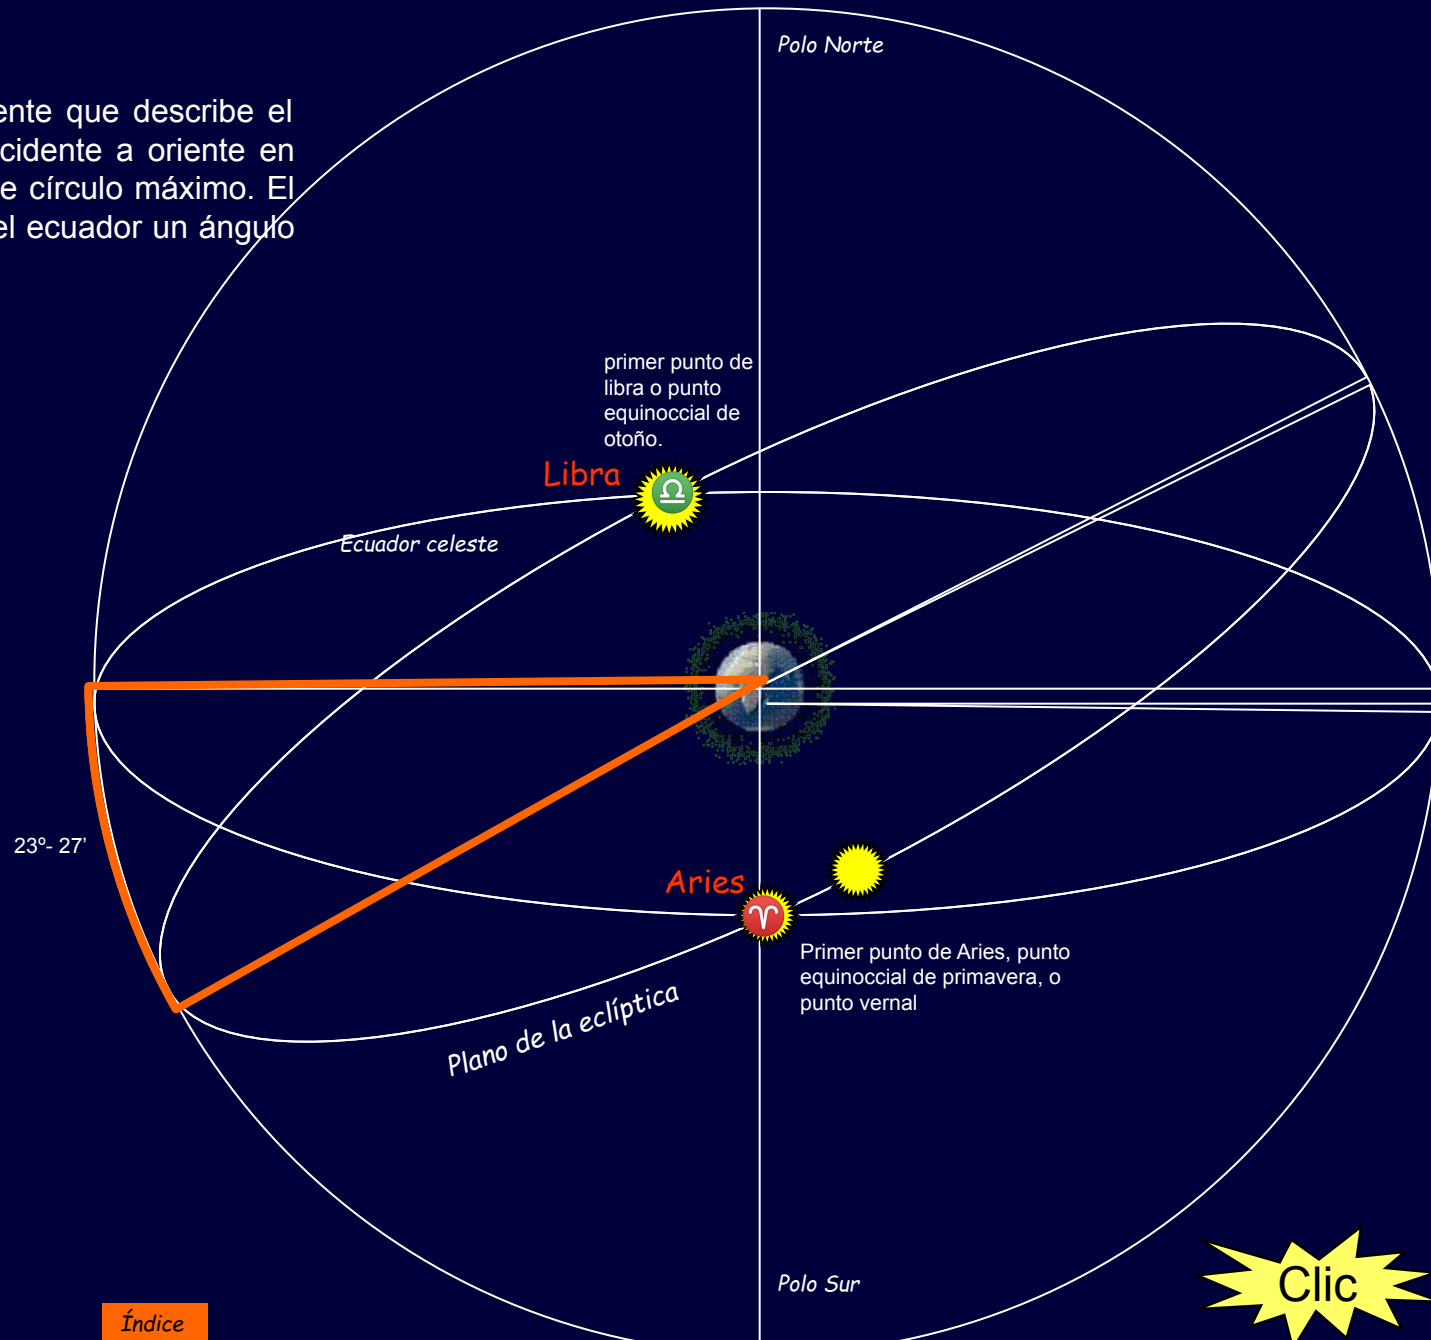 Polo Norte
ente que describe el
cidente a oriente en
e círculo máximo. El
el ecuador un ángulo
primer punto de
libra o punto
equinoccial de
otoño.
Libra
Ecuador celeste
23º- 27’
Aries
Primer punto de Aries, punto
equinoccial de primavera, o
punto vernal
Plano de la eclíptica
Polo Sur
Clic
Índice